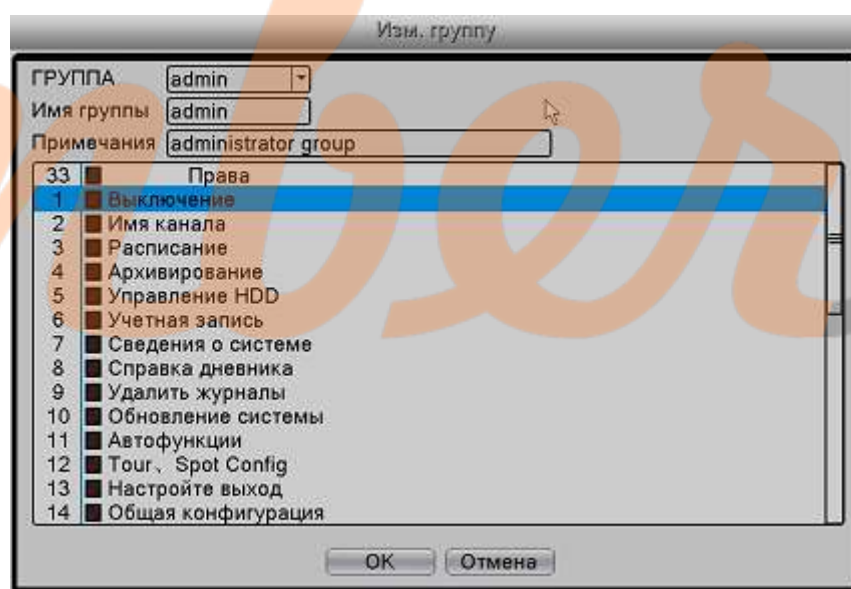 Изм. группу
ГРУППА admin
Имя группы admin
Примечания administrator group
33 Права
1 Выключение
2 Имя канала
3 Расписание
4 Архивирование
5 Управление HDD
6 Учетная запись
7 Сведения о системе
8 Справка дневника
9 Удалить журналы
10 Обновление системы
11 Автофункции
12 Tour、Spot Config
13 Настройте выход
14 Общая конфигурация
OK Отмена